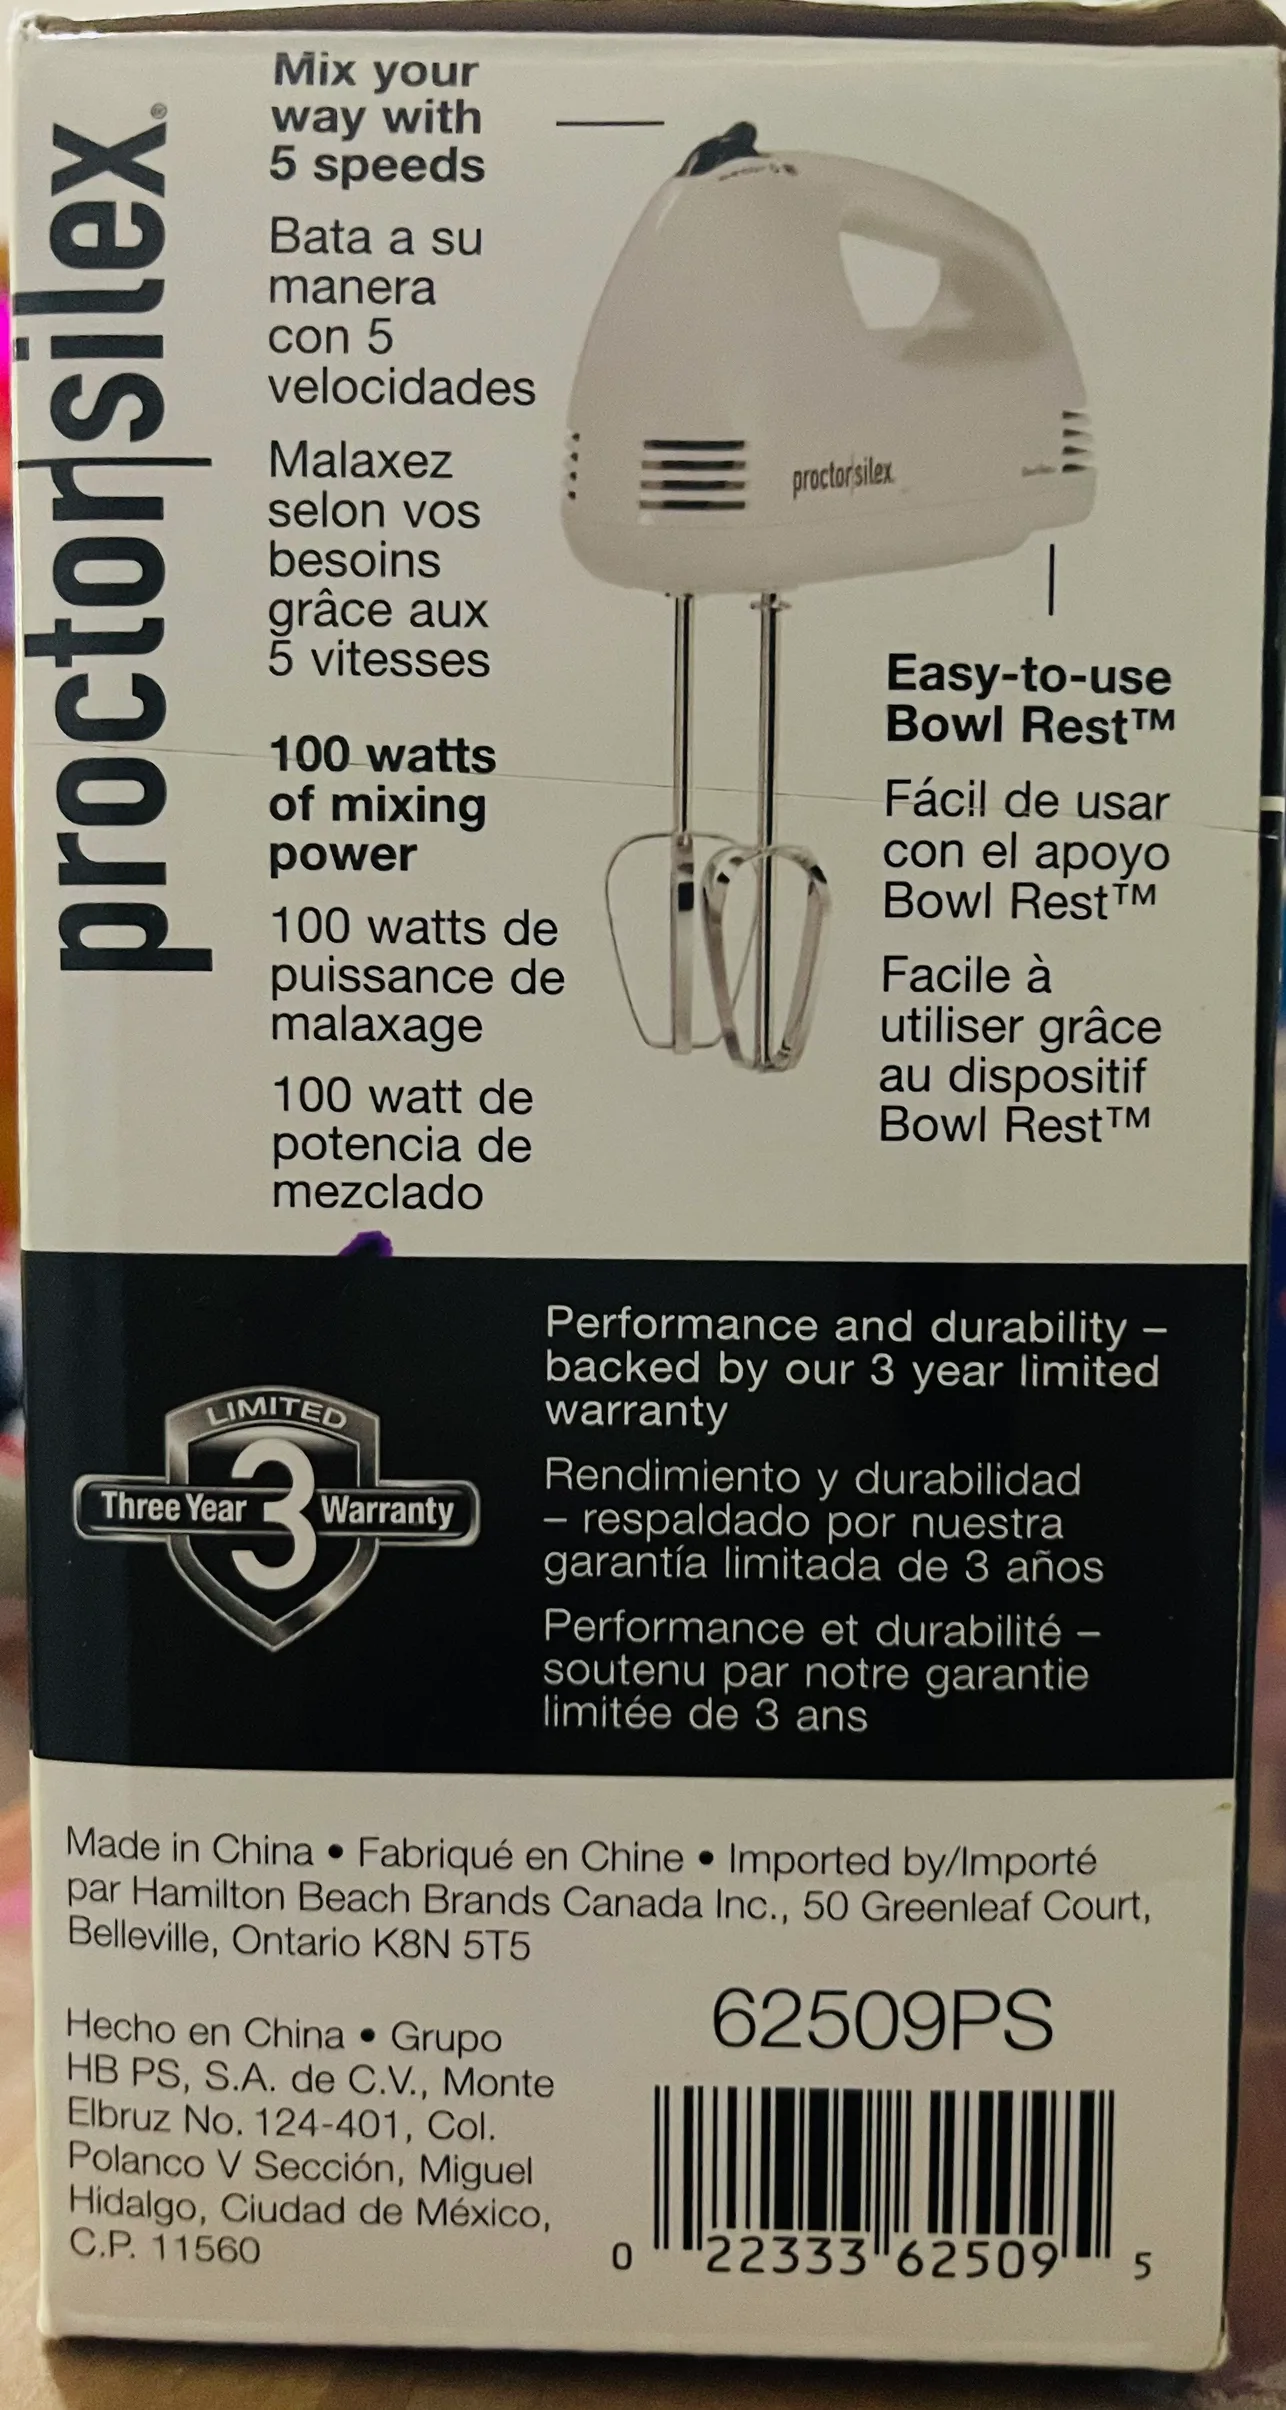 proctorsilex®
Mix your
way with
5 speeds
Bata a su
manera
con 5
velocidades
Malaxez
selon vos
besoins
grâce aux
5 vitesses
100 watts
of mixing
power
100 watts de
puissance de
malaxage
100 watt de
potencia de
mezclado
proctorsilex
Easy-to-use
Bowl Rest™
Fácil de usar
con el apoyo
Bowl Rest™
Facile à
utiliser grâce
au dispositif
Bowl Rest™
LIMITED
Three Year 3 Warranty
Performance and durability –
backed by our 3 year limited
warranty
Rendimiento y durabilidad
– respaldado por nuestra
garantía limitada de 3 años
Performance et durabilité –
soutenu par notre garantie
limitée de 3 ans
Made in China • Fabriqué en Chine • Imported by/Importé
par Hamilton Beach Brands Canada Inc., 50 Greenleaf Court,
Belleville, Ontario K8N 5T5
Hecho en China • Grupo
HB PS, S.A. de C.V., Monte
Elbruz No. 124-401, Col.
Polanco V Sección, Miguel
Hidalgo, Ciudad de México,
C.P. 11560
62509PS
0 22333 62509 5